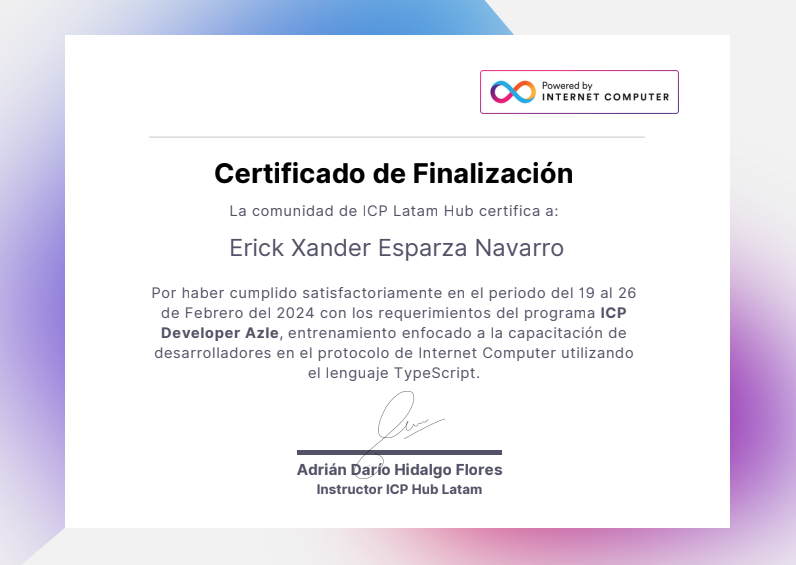 Powered by
INTERNET COMPUTER
Certificado de Finalización
La comunidad de ICP Latam Hub certifica a:
Erick Xander Esparza Navarro
Por haber cumplido satisfactoriamente en el periodo del 19 al 26
de Febrero del 2024 con los requerimientos del programa ICP
Developer Azle, entrenamiento enfocado a la capacitación de
desarrolladores en el protocolo de Internet Computer utilizando
el lenguaje TypeScript.
Adrián Darío Hidalgo Flores
Instructor ICP Hub Latam